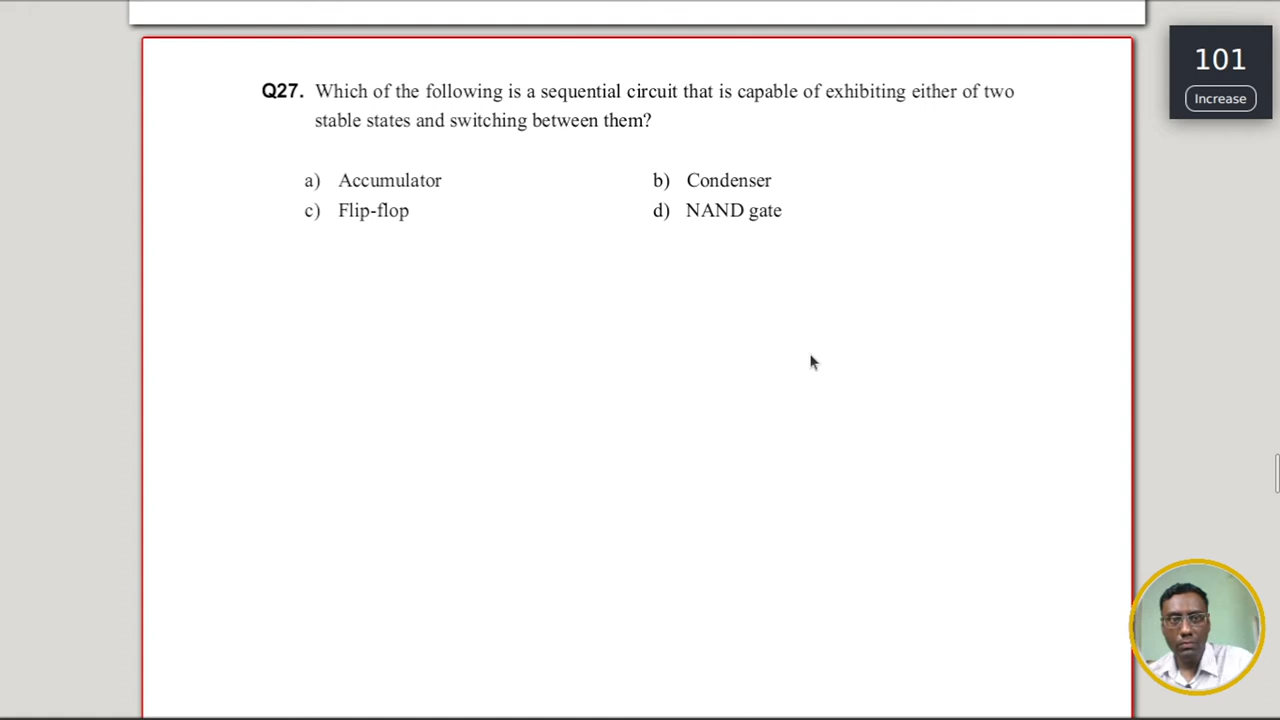 Q27. Which of the following is a sequential circuit that is capable of exhibiting either of two
stable states and switching between them?
a) Accumulator b) Condenser
c) Flip-flop d) NAND gate
101
Increase